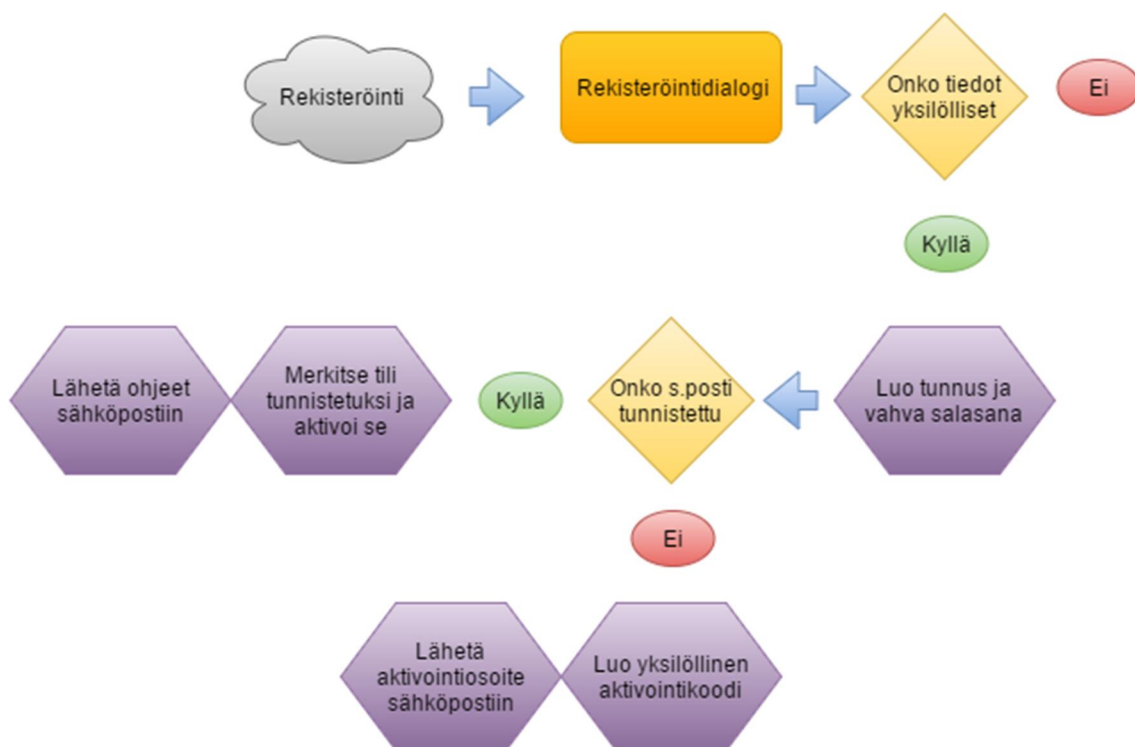 Rekisteröinti
Rekisteröintidialogi
Onko tiedot
yksilölliset
Ei
Kyllä
Lähetä ohjeet
sähköpostiin
Merkitse tili
tunnistetuksi ja
aktivoi se
Kyllä
Onko s.posti
tunnistettu
Luo tunnus ja
vahva salasana
Ei
Lähetä
aktivointiosoite
sähköpostiin
Luo yksilöllinen
aktivointikoodi